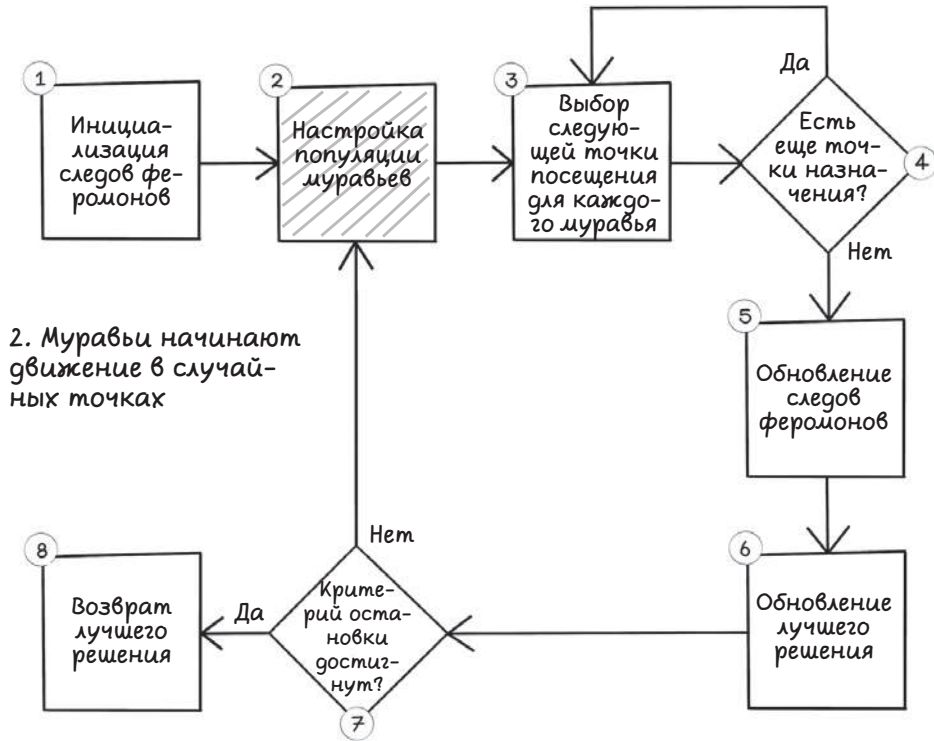 1
Инициа-
лизация
следов фе-
ромонов
2
Настройка
популяции
муравьев
3
Выбор
следую-
щей точки
посещения
для каждо-
го муравья
Да
Есть
еще точ-
ки назна-
чения?
4
Нет
2. Муравьи начинают
движение в случай-
ных точках
5
Обновление
следов
феромонов
6
Обновление
лучшего
решения
Нет
Крите-
рий оста-
новки
достиг-
нут?
7
Да
8
Возврат
лучшего
решения